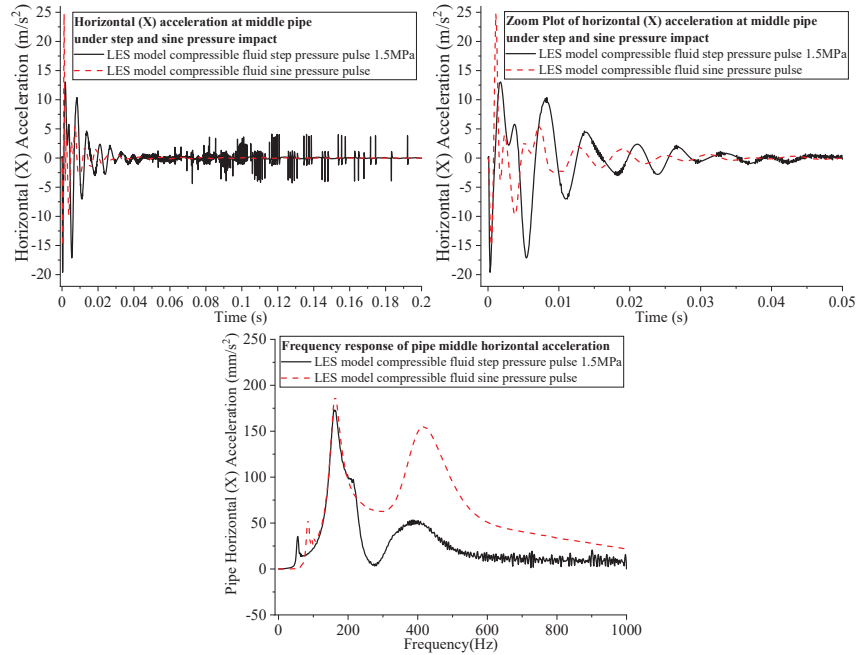 Horizontal (X) acceleration at middle pipe
under step and sine pressure impact
LES model compressible fluid step pressure pulse 1.5MPa
LES model compressible fluid sine pressure pulse
Horizontal (X) Acceleration (m/s²)
25
20
15
10
5
0
-5
-10
-15
-20
0 0.02 0.04 0.06 0.08 0.1 0.12 0.14 0.16 0.18 0.2
Time (s)
Zoom Plot of horizontal (X) acceleration at middle pipe
under step and sine pressure impact
LES model compressible fluid step pressure pulse 1.5MPa
LES model compressible fluid sine pressure pulse
Horizontal (X) Acceleration (m/s²)
25
20
15
10
5
0
-5
-10
-15
-20
0 0.01 0.02 0.03 0.04 0.05
Time (s)
Frequency response of pipe middle horizontal acceleration
LES model compressible fluid step pressure pulse 1.5MPa
LES model compressible fluid sine pressure pulse
Pipe Horizontal (X) Acceleration (mm/s²)
250
200
150
100
50
0
-50
0 200 400 600 800 1000
Frequency(Hz)